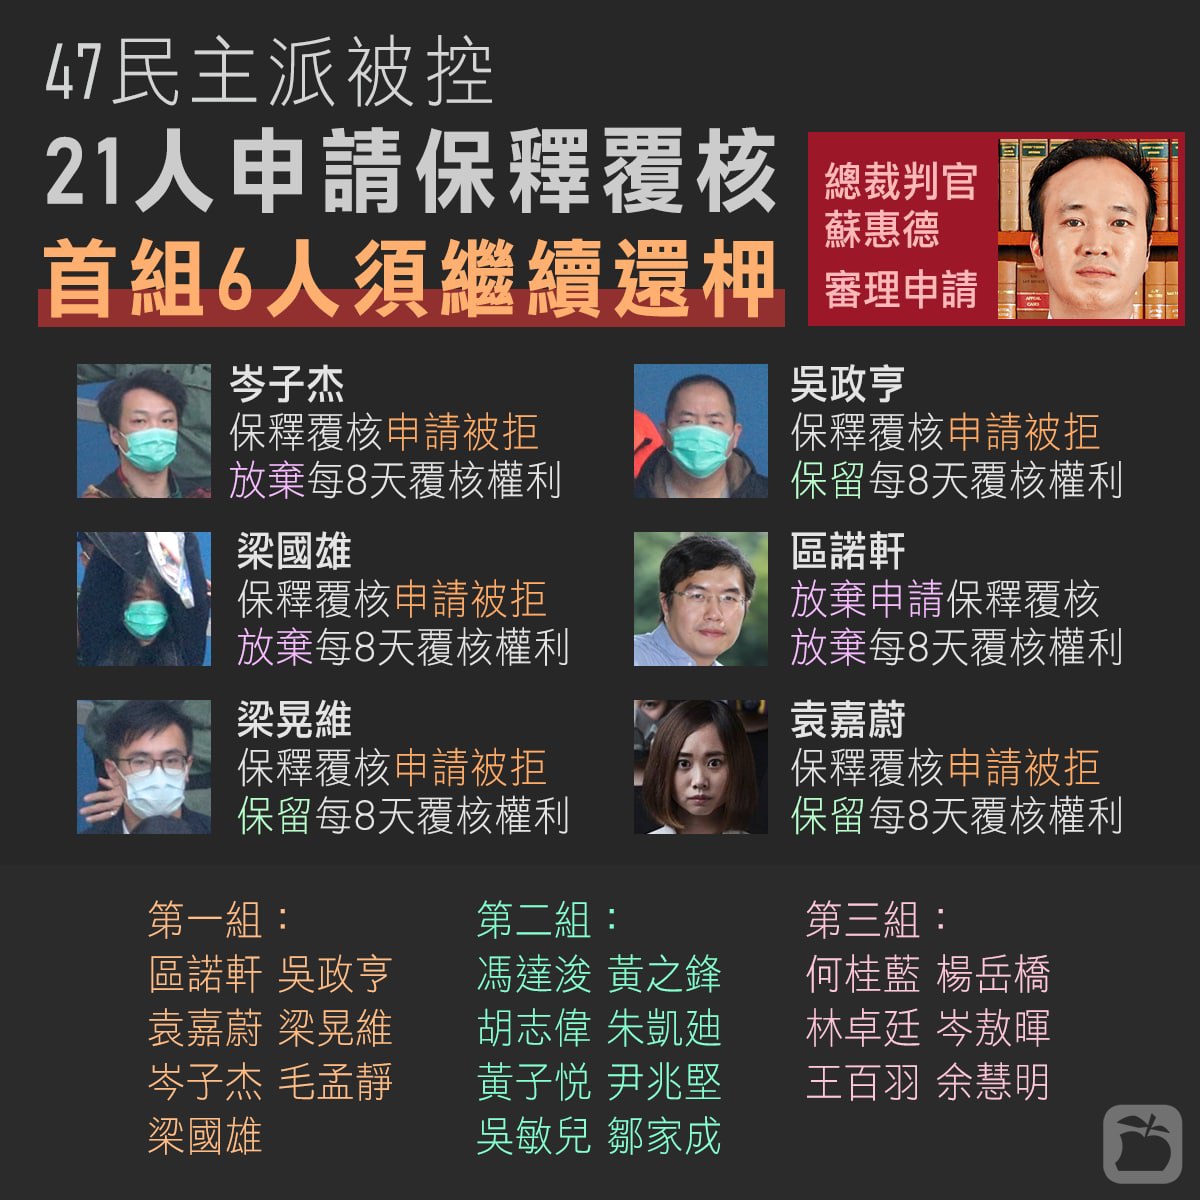 47民主派被控
21人申請保釋覆核
首組6人須繼續還柙
總裁判官
蘇惠德
審理申請
岑子杰
保釋覆核申請被拒
放棄每8天覆核權利
吳政亨
保釋覆核申請被拒
保留每8天覆核權利
梁國雄
保釋覆核申請被拒
放棄每8天覆核權利
區諾軒
放棄申請保釋覆核
放棄每8天覆核權利
梁晃維
保釋覆核申請被拒
保留每8天覆核權利
袁嘉蔚
保釋覆核申請被拒
保留每8天覆核權利
第一組：
區諾軒 吳政亨
袁嘉蔚 梁晃維
岑子杰 毛孟靜
梁國雄
第二組：
馮達浚 黃之鋒
胡志偉 朱凱廸
黃子悦 尹兆堅
吳敏兒 鄒家成
第三組：
何桂藍 楊岳橋
林卓廷 岑敖暉
王百羽 余慧明